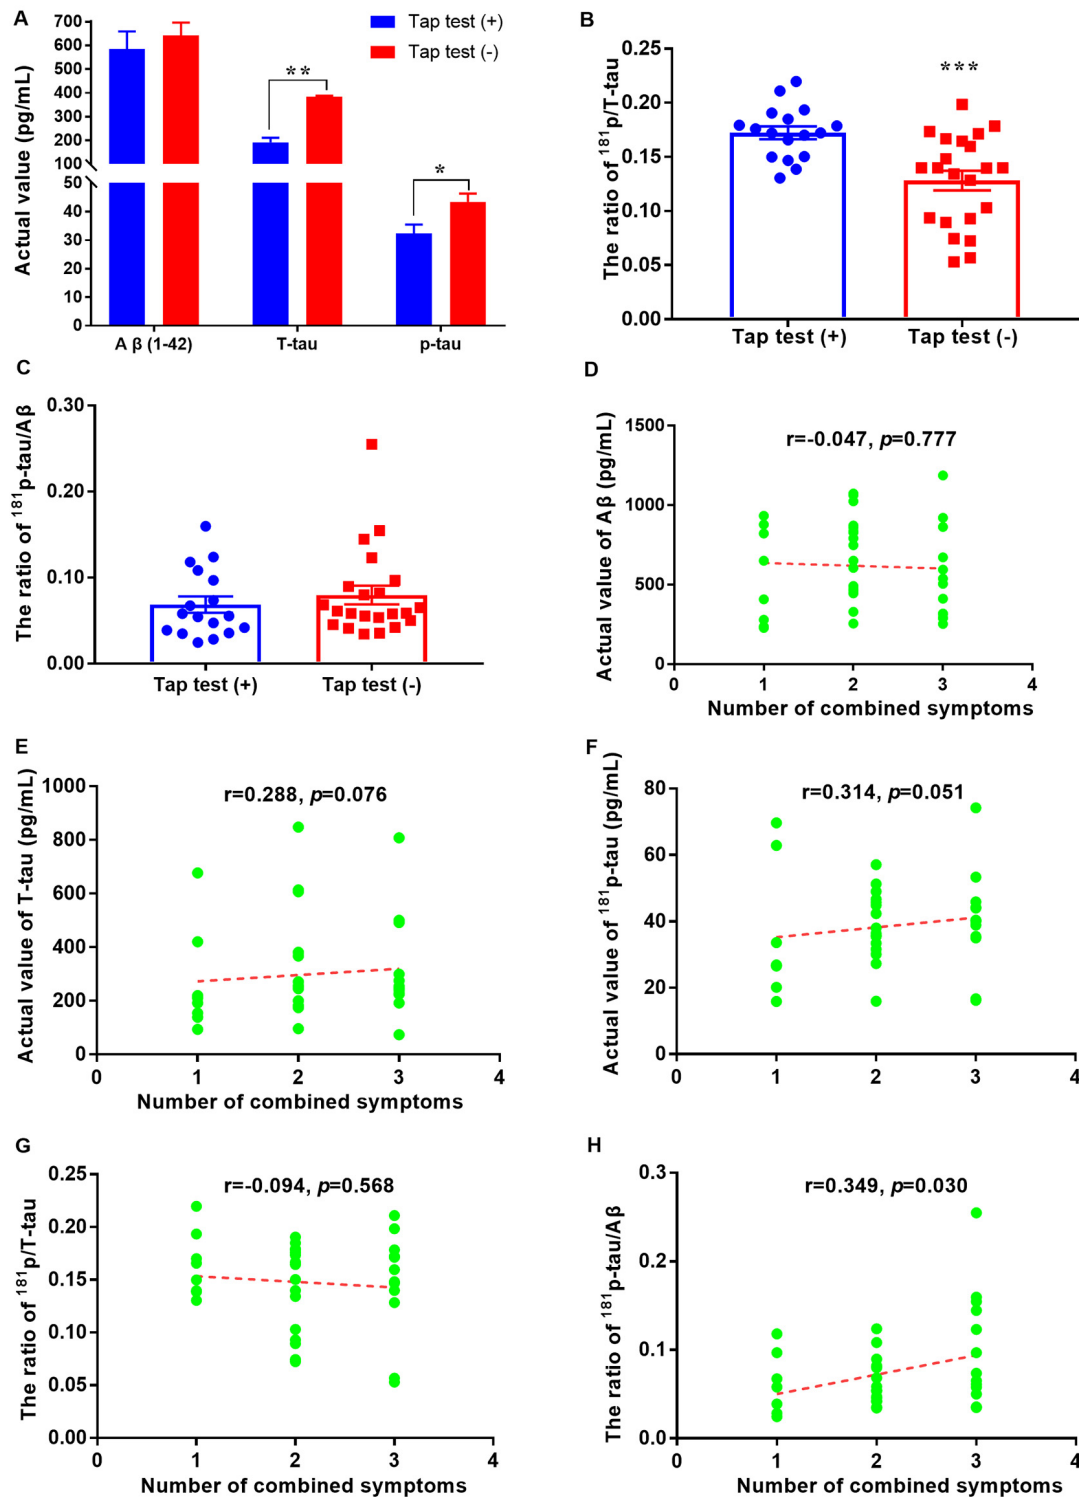 A
Actual value (pg/mL)
700
600
500
400
300
200
100
50
40
30
20
10
0
**
*
Tap test (+)
Tap test (-)
A β (1-42)
T-tau
p-tau
B
The ratio of 181p/T-tau
0.25
0.20
0.15
0.10
0.05
0.00
***
Tap test (+)
Tap test (-)
C
The ratio of 181p-tau/Aβ
0.30
0.20
0.10
0.00
Tap test (+)
Tap test (-)
D
Actual value of Aβ (pg/mL)
1500
1000
500
0
r=-0.047, p=0.777
0 1 2 3 4
Number of combined symptoms
E
Actual value of T-tau (pg/mL)
1000
800
600
400
200
0
r=0.288, p=0.076
0 1 2 3 4
Number of combined symptoms
F
Actual value of 181p-tau (pg/mL)
80
60
40
20
0
r=0.314, p=0.051
0 1 2 3 4
G
The ratio of 181p/T-tau
0.25
0.20
0.15
0.10
0.05
0.00
r=-0.094, p=0.568
0 1 2 3 4
Number of combined symptoms
H
The ratio of 181p-tau/Aβ
0.3
0.2
0.1
0.0
r=0.349, p=0.030
0 1 2 3 4
Number of combined symptoms